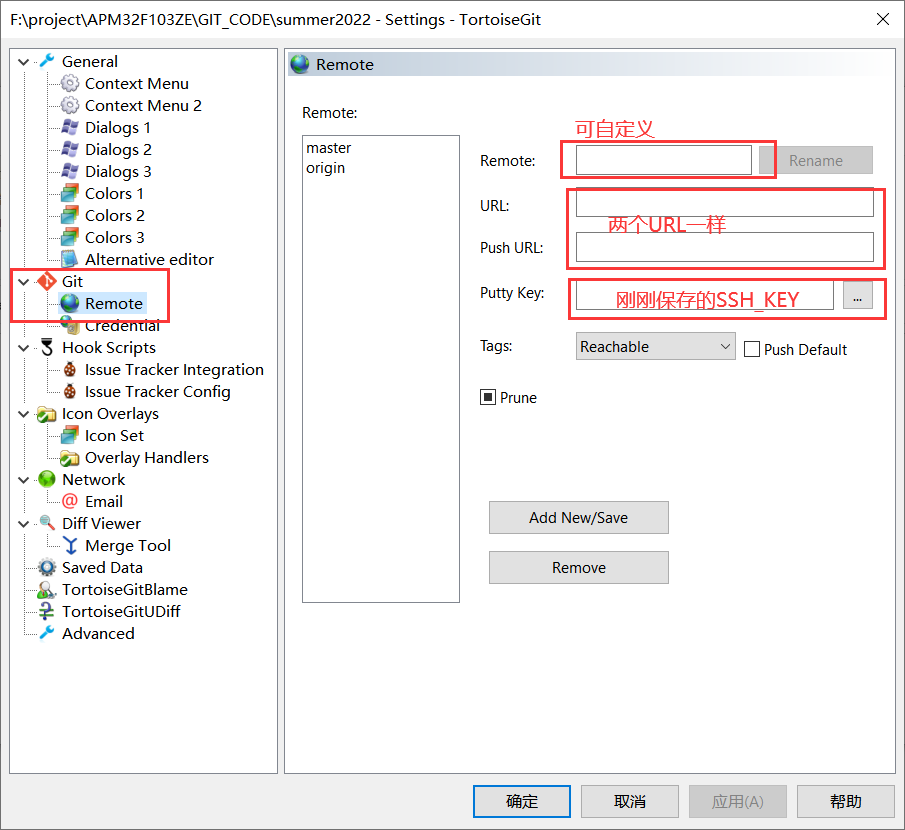 F:\project\APM32F103ZE\GIT_CODE\summer2022 - Settings - TortoiseGit
General
Context Menu
Context Menu 2
Dialogs 1
Dialogs 2
Dialogs 3
Colors 1
Colors 2
Colors 3
Alternative editor
Git
Remote
Credential
Hook Scripts
Issue Tracker Integration
Issue Tracker Config
Icon Overlays
Icon Set
Overlay Handlers
Network
Email
Diff Viewer
Merge Tool
Saved Data
TortoiseGitBlame
TortoiseGitUDiff
Advanced
Remote
Remote:
master
origin
可自定义
Remote:
Rename
URL:
两个URL一样
Push URL:
Putty Key:
刚刚保存的SSH_KEY
...
Tags:
Reachable
Push Default
Prune
Add New/Save
Remove
确定
取消
应用(A)
帮助